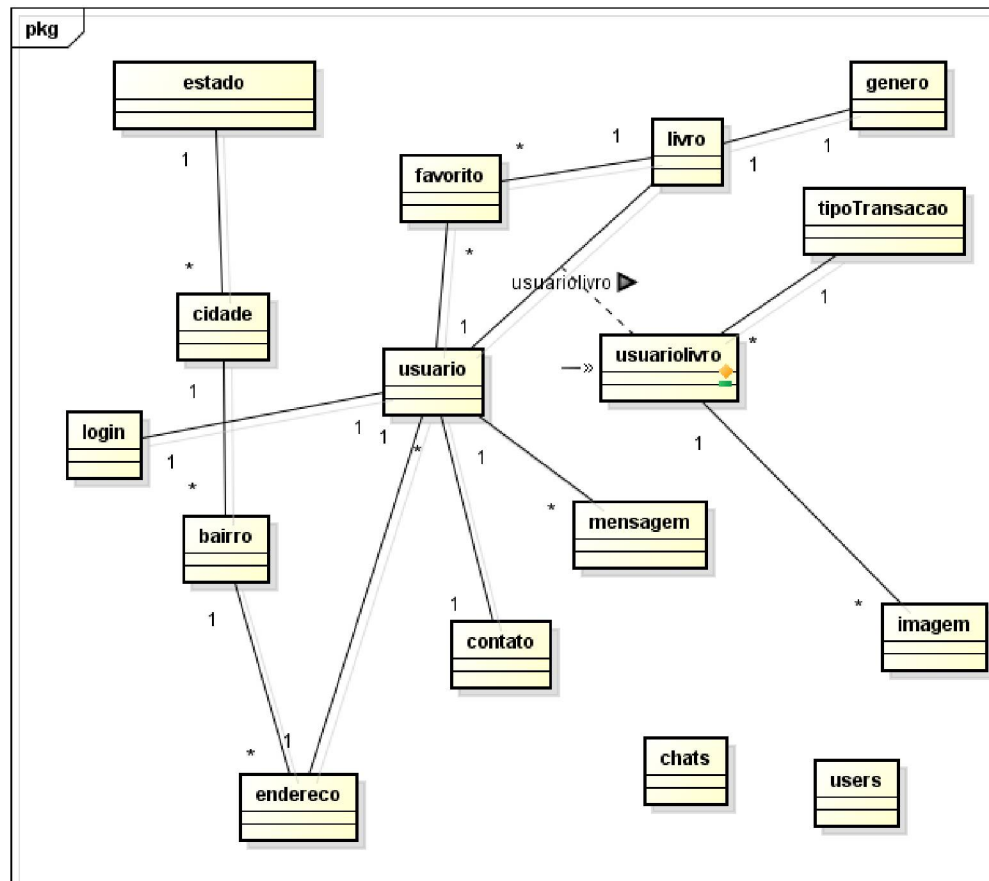 pkg
estado
genero
livro
1
*
1
1
1
favorito
tipoTransacao
*
*
usuariolivro
1
cidade
1
*
usuario
usuariolivro
1
login
1
1
*
1
1
1
*
*
bairro
mensagem
1
1
*
imagem
contato
1
*
chats
users
endereco